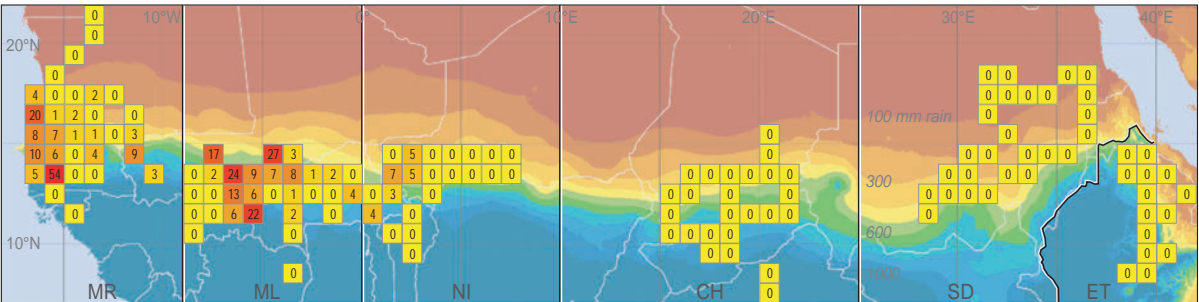 0 10°W 0° 10°E 20°E 30°E 40°E
0
20°N
0
0 0 0 0 0
4 0 0 2 0 0 0 0 0 0
20 1 2 0 0 100 mm rain 0 0
8 7 1 1 0 3 0 0 0
10 6 0 4 9 17 27 3 0 5 0 0 0 0 0 0 0 0 0 0 0 0 0
5 54 0 0 3 0 2 24 9 7 8 1 2 0 7 5 0 0 0 0 0 0 0 0 0 0 0 300 0 0 0 0 0 0 0
0 0 0 13 6 0 1 0 0 4 0 3 0 0 0 0 0 0 0 0 0 0 0 0 0
0 0 0 6 22 2 0 4 0 0 0 0 0 0 0 0 0
0 0 0 0 0 0 0 0 600 0 0
10°N
0 0 0 0 0 0
0 0 1000 0 0
MR ML NI CH 0 SD ET